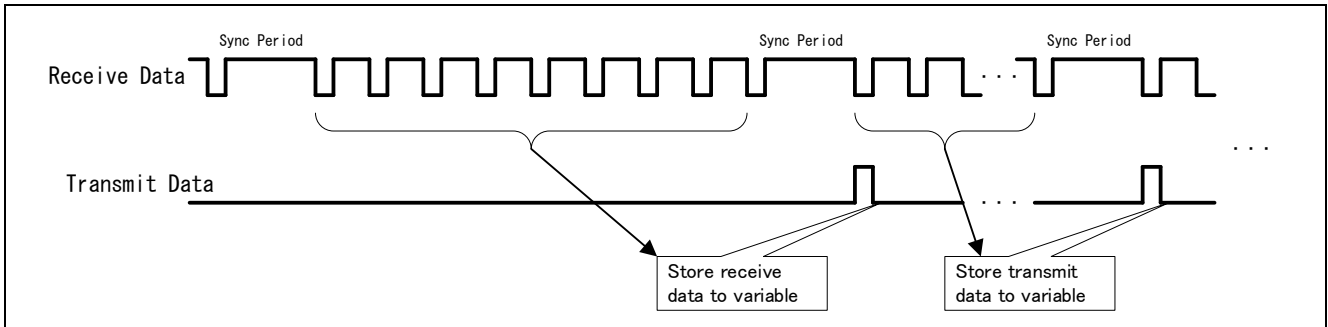 Sync Period Sync Period Sync Period
Receive Data ...
...
Transmit Data ...
Store receive
data to variable
Store transmit
data to variable